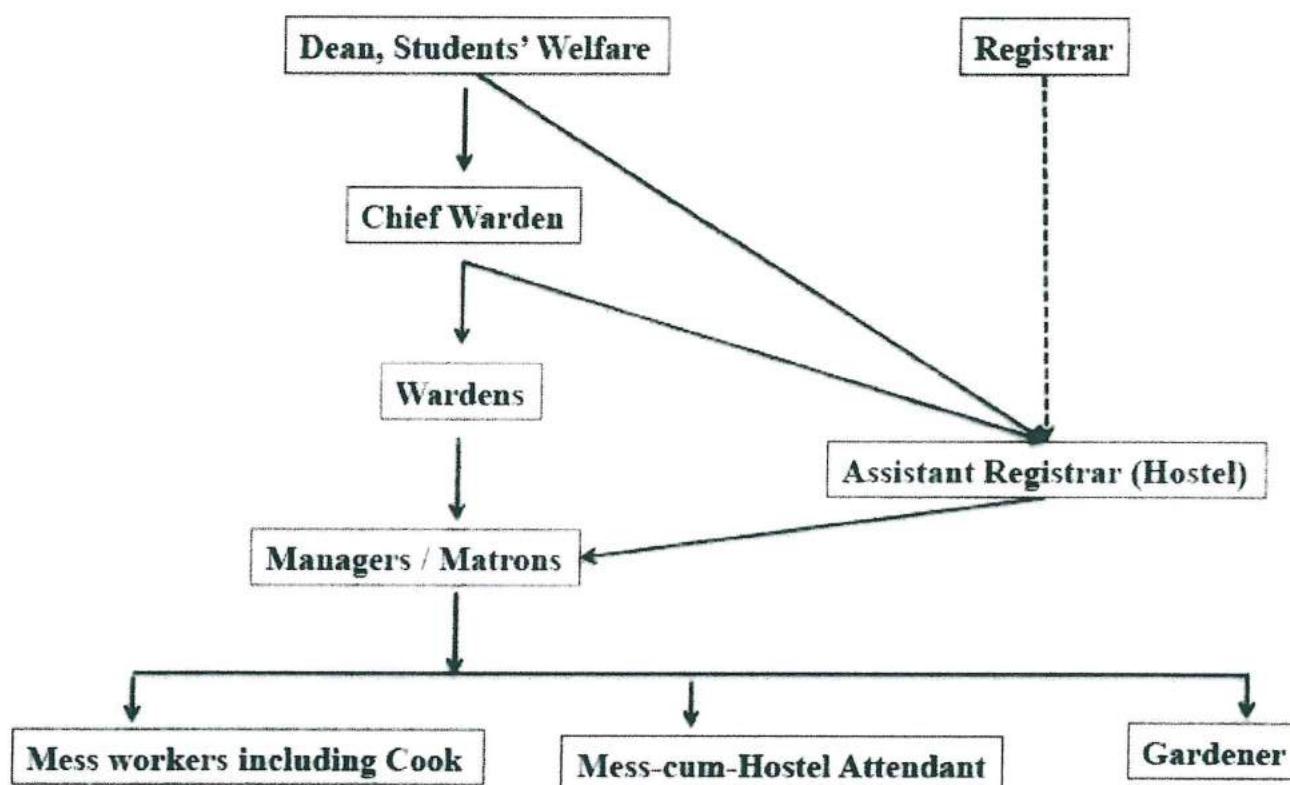 Dean, Students' Welfare
Registrar
Chief Warden
Wardens
Assistant Registrar (Hostel)
Managers / Matrons
Mess workers including Cook
Mess-cum-Hostel Attendant
Gardener